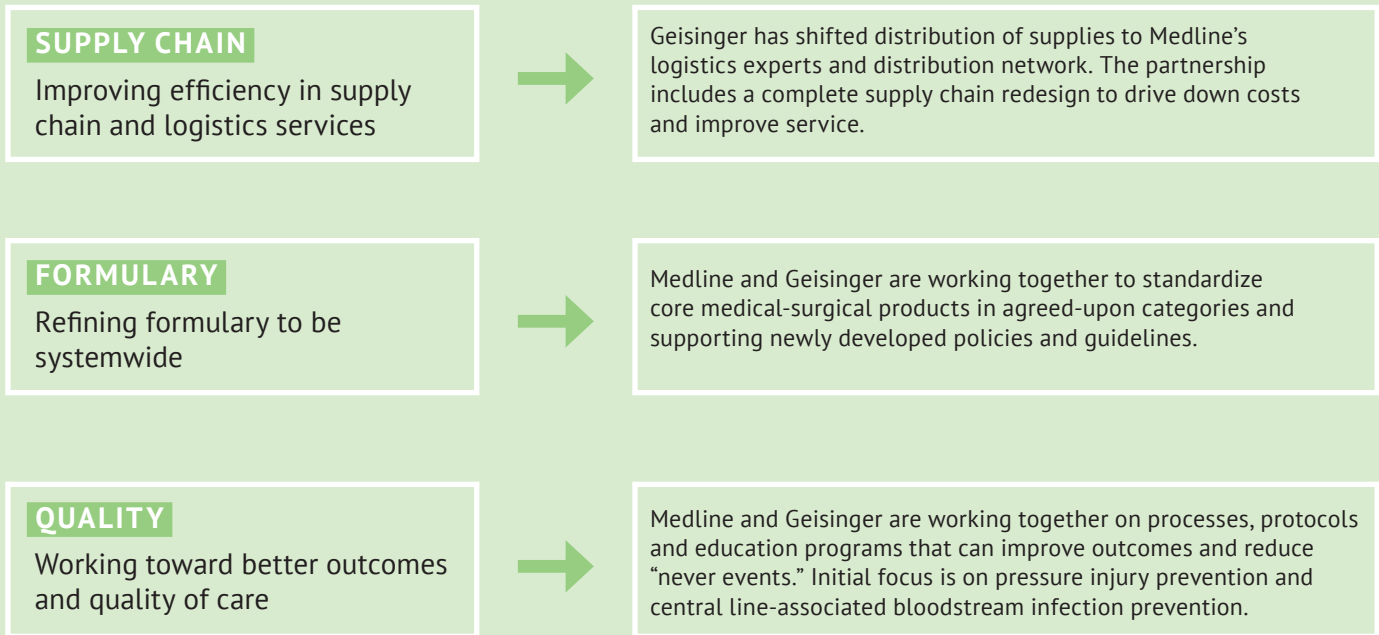 SUPPLY CHAIN
Improving efficiency in supply
chain and logistics services
Geisinger has shifted distribution of supplies to Medline’s
logistics experts and distribution network. The partnership
includes a complete supply chain redesign to drive down costs
and improve service.
FORMULARY
Refining formulary to be
systemwide
Medline and Geisinger are working together to standardize
core medical-surgical products in agreed-upon categories and
supporting newly developed policies and guidelines.
QUALITY
Working toward better outcomes
and quality of care
Medline and Geisinger are working together on processes, protocols
and education programs that can improve outcomes and reduce
“never events.” Initial focus is on pressure injury prevention and
central line-associated bloodstream infection prevention.